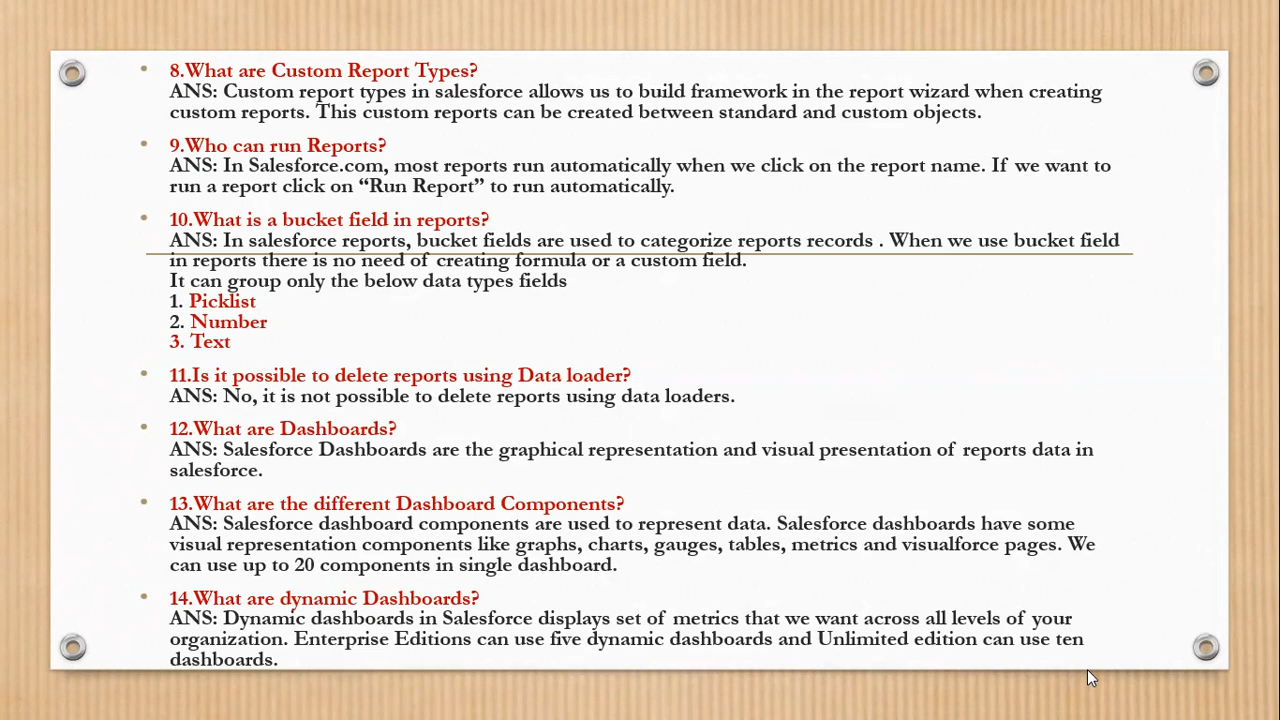 8.What are Custom Report Types?
ANS: Custom report types in salesforce allows us to build framework in the report wizard when creating
custom reports. This custom reports can be created between standard and custom objects.
9.Who can run Reports?
ANS: In Salesforce.com, most reports run automatically when we click on the report name. If we want to
run a report click on “Run Report” to run automatically.
10.What is a bucket field in reports?
ANS: In salesforce reports, bucket fields are used to categorize reports records . When we use bucket field
in reports there is no need of creating formula or a custom field.
It can group only the below data types fields
1. Picklist
2. Number
3. Text
11.Is it possible to delete reports using Data loader?
ANS: No, it is not possible to delete reports using data loaders.
12.What are Dashboards?
ANS: Salesforce Dashboards are the graphical representation and visual presentation of reports data in
salesforce.
13.What are the different Dashboard Components?
ANS: Salesforce dashboard components are used to represent data. Salesforce dashboards have some
visual representation components like graphs, charts, gauges, tables, metrics and visualforce pages. We
can use up to 20 components in single dashboard.
14.What are dynamic Dashboards?
ANS: Dynamic dashboards in Salesforce displays set of metrics that we want across all levels of your
organization. Enterprise Editions can use five dynamic dashboards and Unlimited edition can use ten
dashboards.